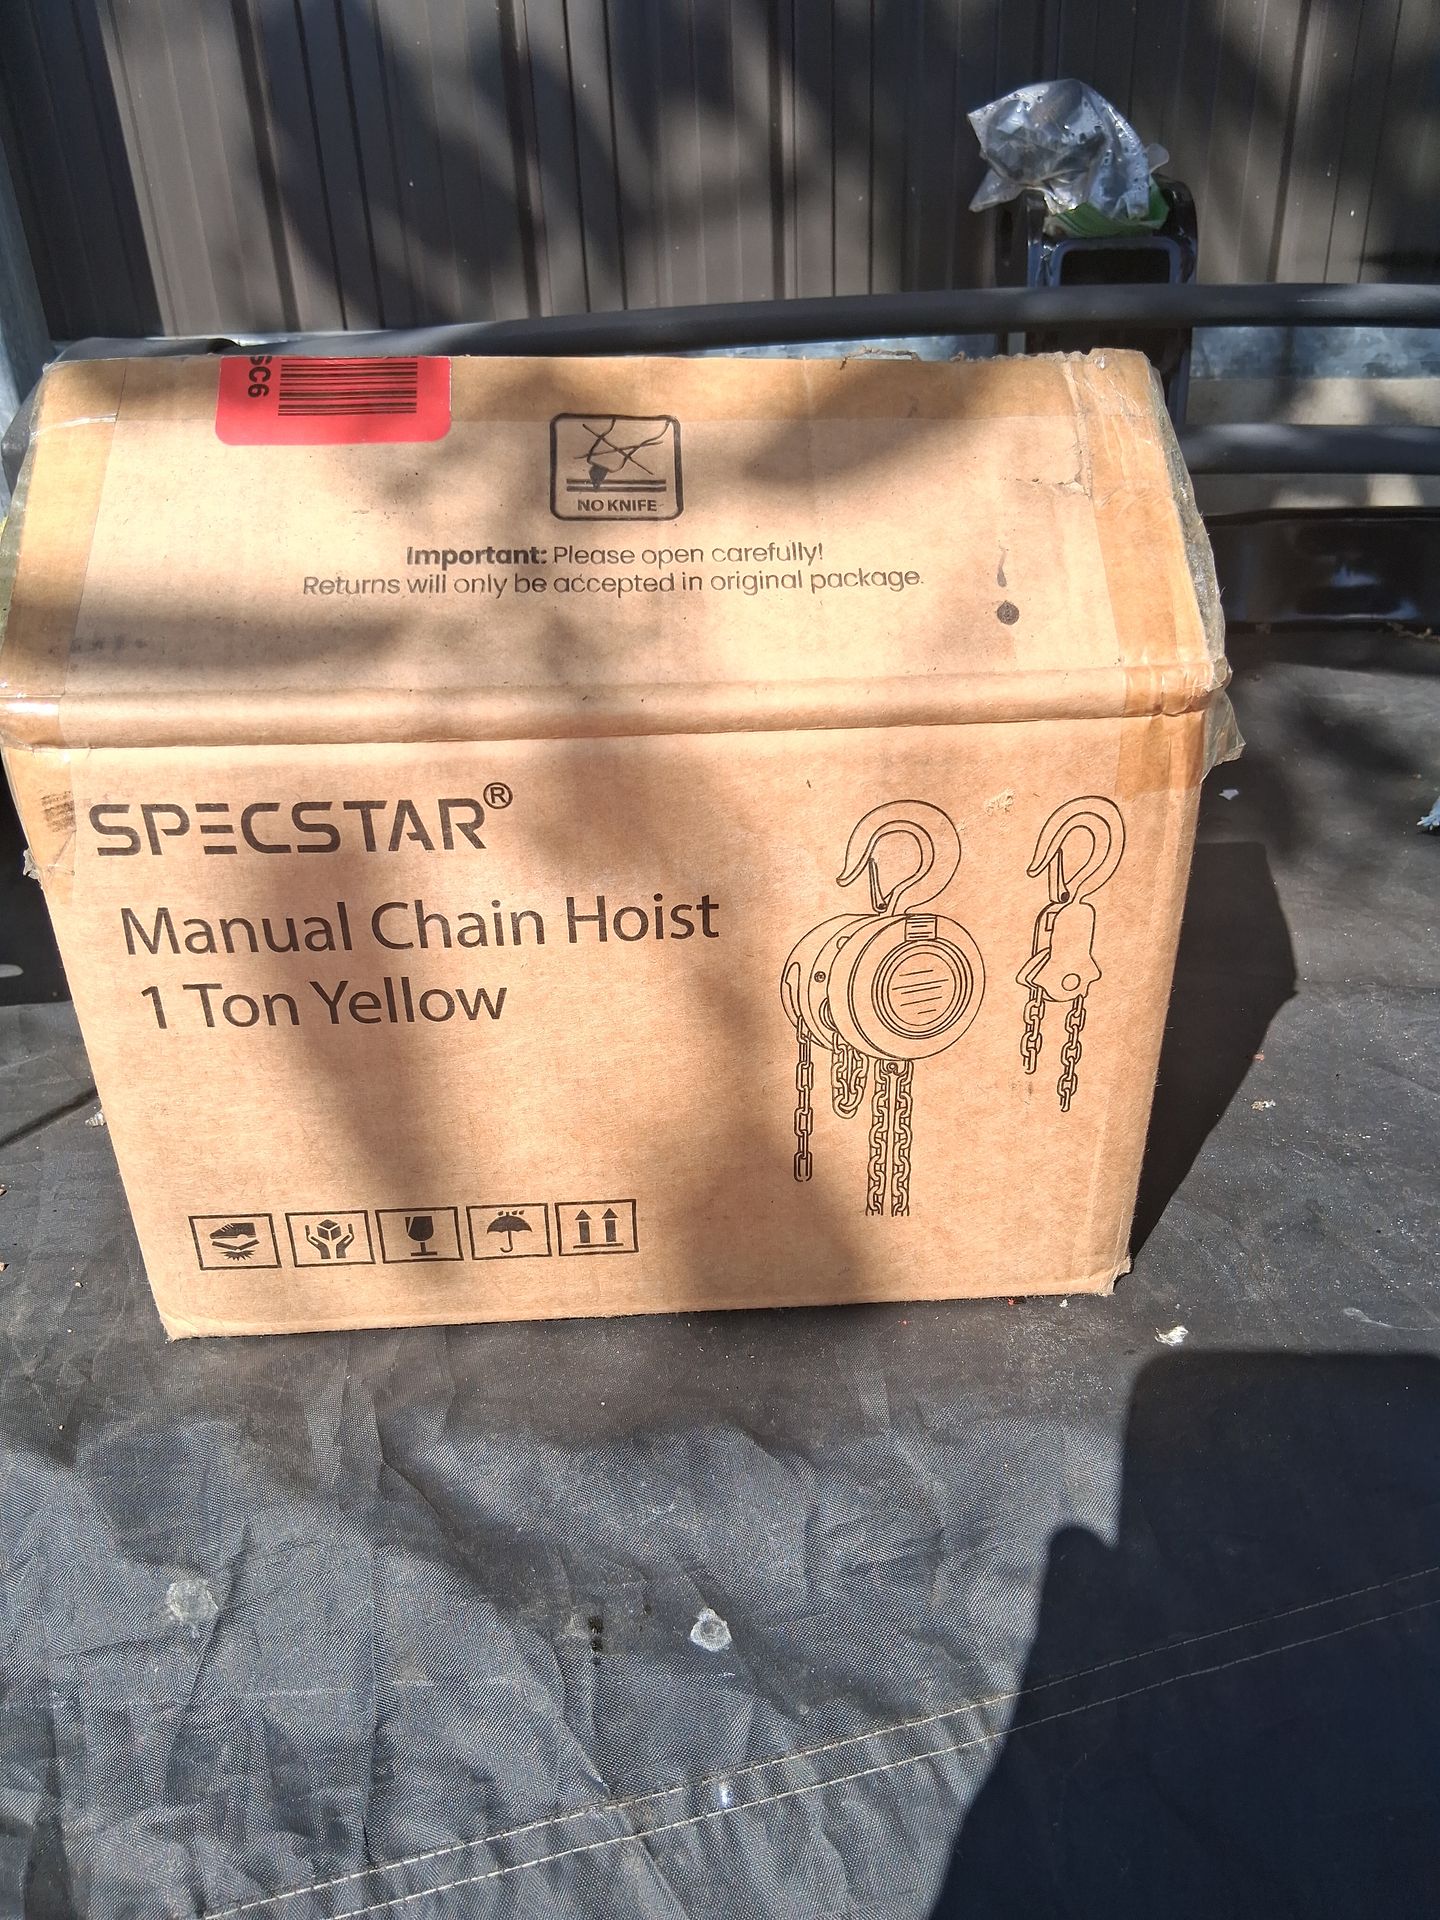 SC6
NO KNIFE
Important: Please open carefully!
Returns will only be accepted in original package.
SPECSTAR®
Manual Chain Hoist
1 Ton Yellow